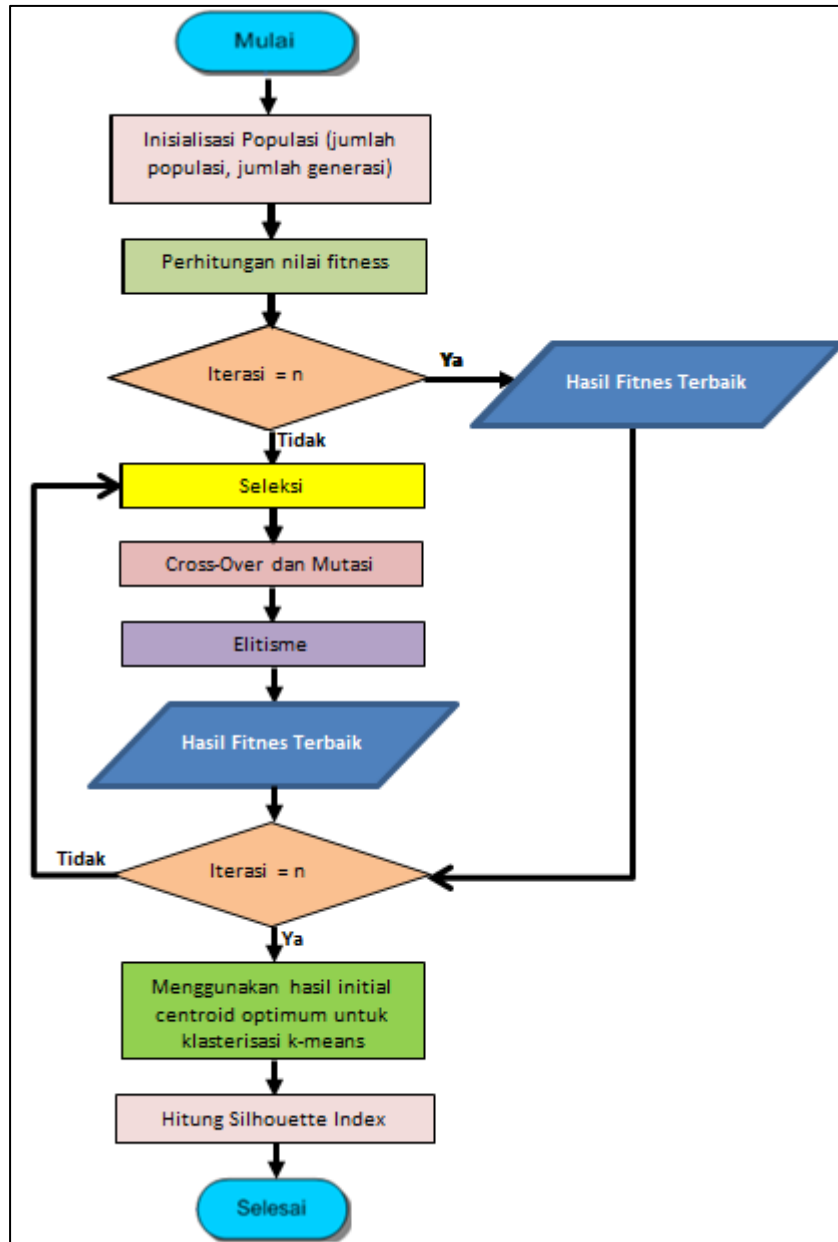 Mulai
Inisialisasi Populasi (jumlah
populasi, jumlah generasi)
Perhitungan nilai fitness
Iterasi = n
Ya
Hasil Fitnes Terbaik
Tidak
Seleksi
Cross-Over dan Mutasi
Elitisme
Hasil Fitnes Terbaik
Tidak
Iterasi = n
Ya
Menggunakan hasil initial
centroid optimum untuk
klasterisasi k-means
Hitung Silhouette Index
Selesai